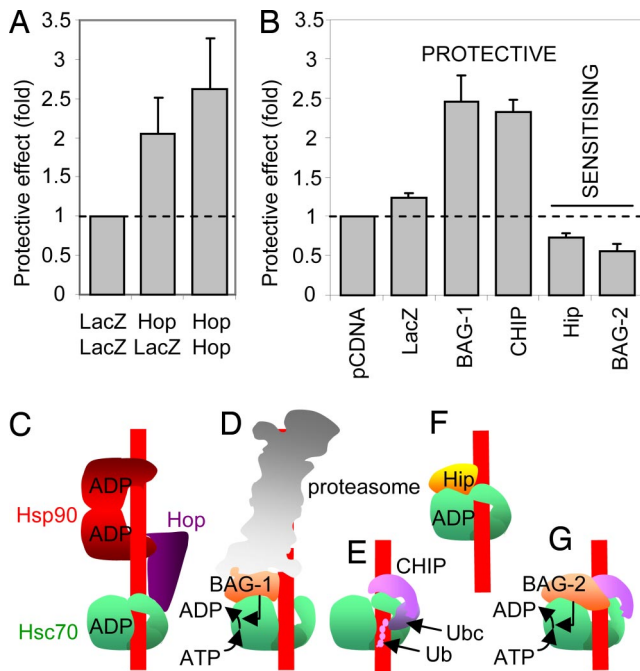 A
Protective effect (fold)
3.5
3
2.5
2
1.5
1
0.5
0
LacZ Hop Hop
LacZ LacZ Hop
B
Protective effect (fold)
3.5
3
2.5
2
1.5
1
0.5
0
PROTECTIVE
SENSITISING
pCDNA
LacZ
BAG-1
CHIP
Hip
BAG-2
C
ADP
Hsp90
ADP
Hop
Hsc70
ADP
D
proteasome
BAG-1
ADP
ATP
E
CHIP
Ubc
Ub
F
Hip
ADP
G
BAG-2
ADP
ATP